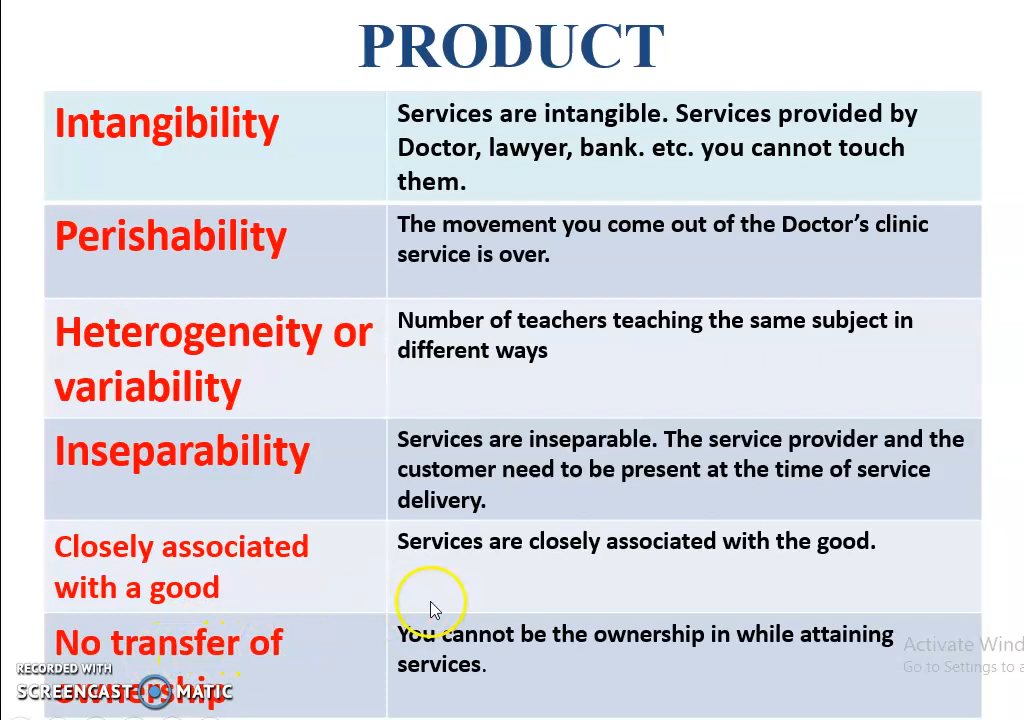 PRODUCT
Intangibility
Services are intangible. Services provided by
Doctor, lawyer, bank. etc. you cannot touch
them.
Perishability
The movement you come out of the Doctor's clinic
service is over.
Heterogeneity or
variability
Number of teachers teaching the same subject in
different ways
Inseparability
Services are inseparable. The service provider and the
customer need to be present at the time of service
delivery.
Closely associated
with a good
Services are closely associated with the good.
No transfer of
ownership
You cannot be the ownership in while attaining
services.
RECORDED WITH
SCREENCAST MATIC
Activate Wind
Go to Settings to a